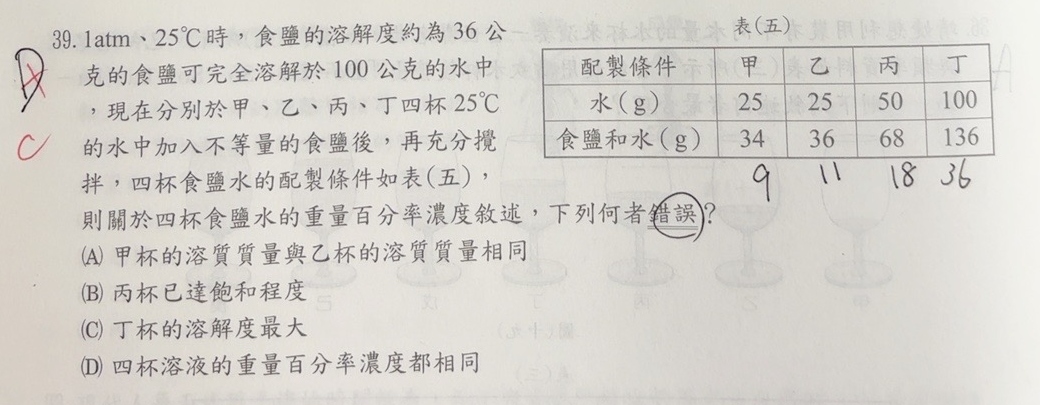 39. 1atm、25℃時，食鹽的溶解度約為36公
克的食鹽可完全溶解於100公克的水中
，現在分別於甲、乙、丙、丁四杯25℃
的水中加入不等量的食鹽後，再充分攪
拌，四杯食鹽水的配製條件如表(五)，
則關於四杯食鹽水的重量百分率濃度敘述，下列何者錯誤？
(A) 甲杯的溶質質量與乙杯的溶質質量相同
(B) 丙杯已達飽和程度
(C) 丁杯的溶解度最大
(D) 四杯溶液的重量百分率濃度都相同
表(五)
配製條件 甲 乙 丙 丁
水(g) 25 25 50 100
食鹽和水(g) 34 36 68 136
9 11 18 36
D
C